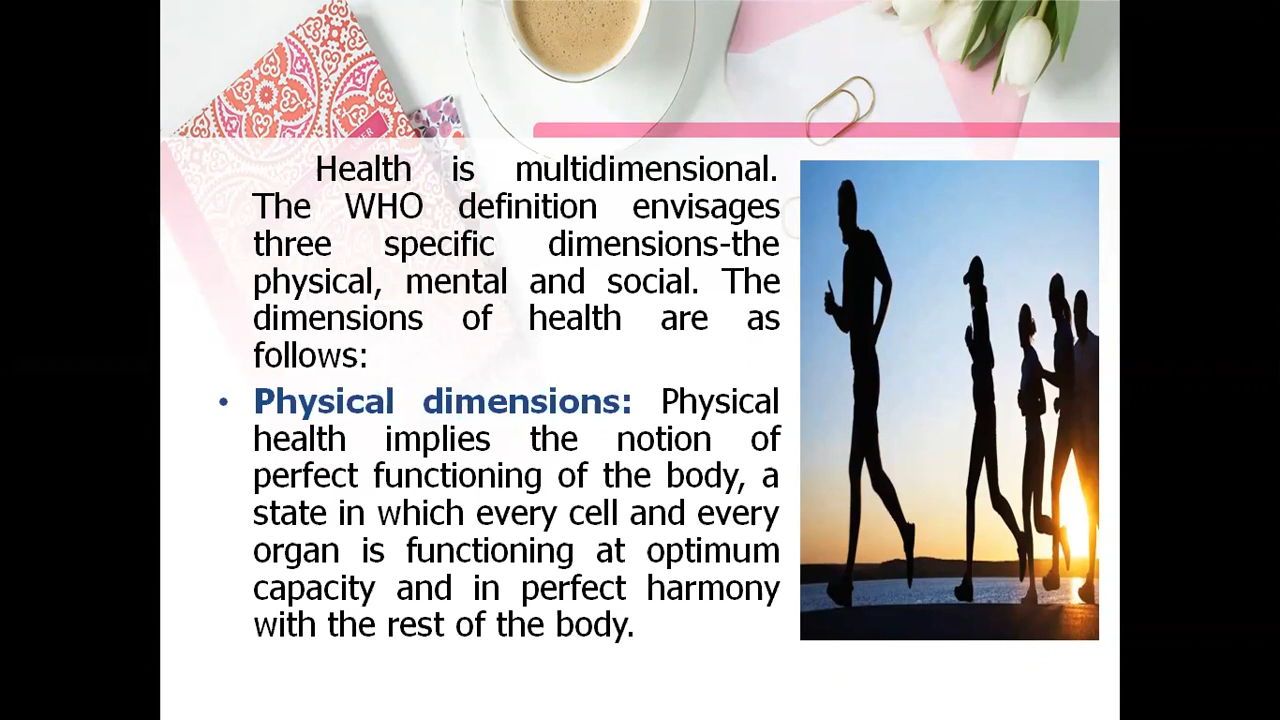 Health is multidimensional.
The WHO definition envisages
three specific dimensions-the
physical, mental and social. The
dimensions of health are as
follows:
• Physical dimensions: Physical
health implies the notion of
perfect functioning of the body, a
state in which every cell and every
organ is functioning at optimum
capacity and in perfect harmony
with the rest of the body.